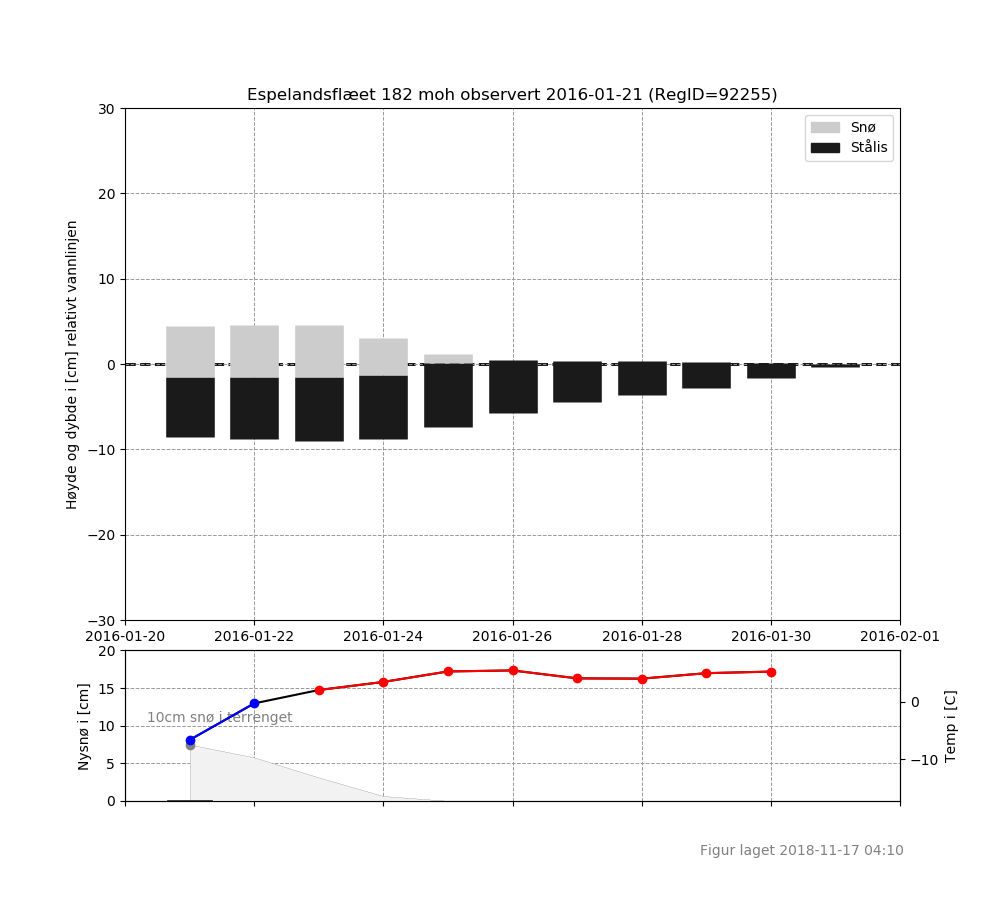 Espelandsflæet 182 moh observert 2016-01-21 (RegID=92255)
Høyde og dybde i [cm] relativt vannlinjen
30
20
10
0
−10
−20
−30
Snø
Stålis
2016-01-20 2016-01-22 2016-01-24 2016-01-26 2016-01-28 2016-01-30 2016-02-01
Nysnø i [cm]
20
15
10
5
0
10cm snø i terrenget
0
−10
Temp i [C]
Figur laget 2018-11-17 04:10